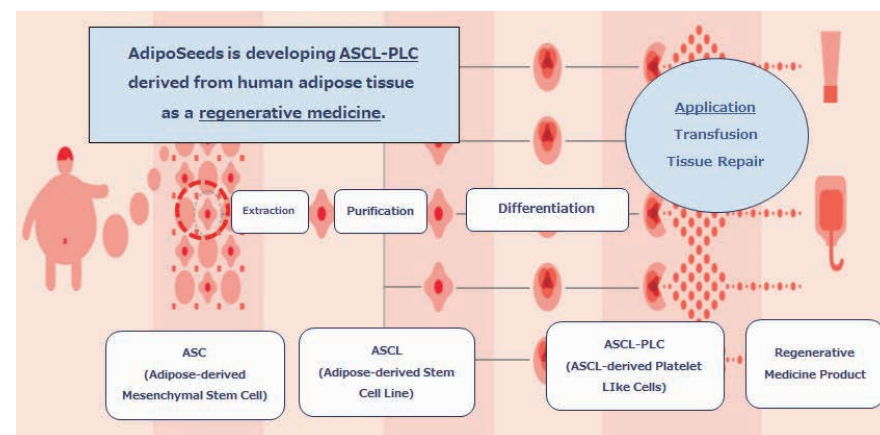 AdipoSeeds is developing ASCL-PLC
derived from human adipose tissue
as a regenerative medicine.
Application
Transfusion
Tissue Repair
Extraction
Purification
Differentiation
ASC
(Adipose-derived
Mesenchymal Stem Cell)
ASCL
(Adipose-derived Stem
Cell Line)
ASCL-PLC
(ASCL-derived Platelet
LIke Cells)
Regenerative
Medicine Product